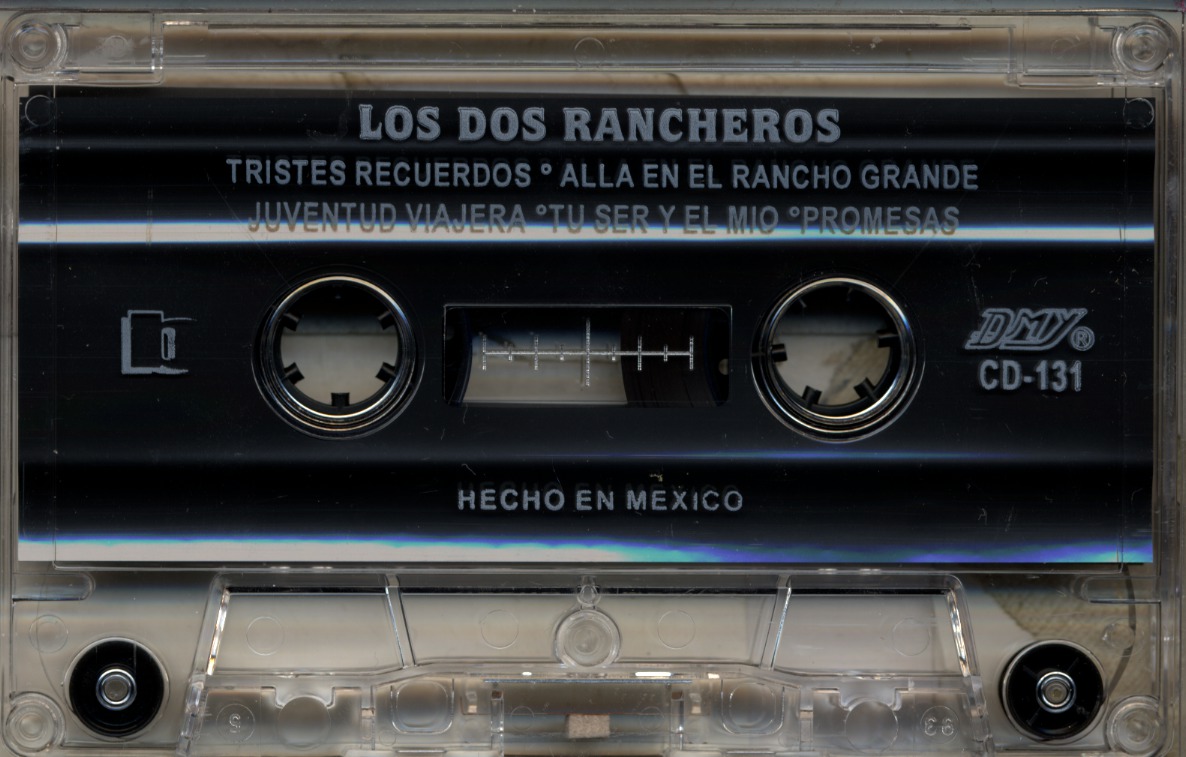 LOS DOS RANCHEROS
TRISTES RECUERDOS ° ALLA EN EL RANCHO GRANDE
JUVENTUD VIAJERA °TU SER Y EL MIO °PROMESAS
DMY®
CD-131
HECHO EN MEXICO